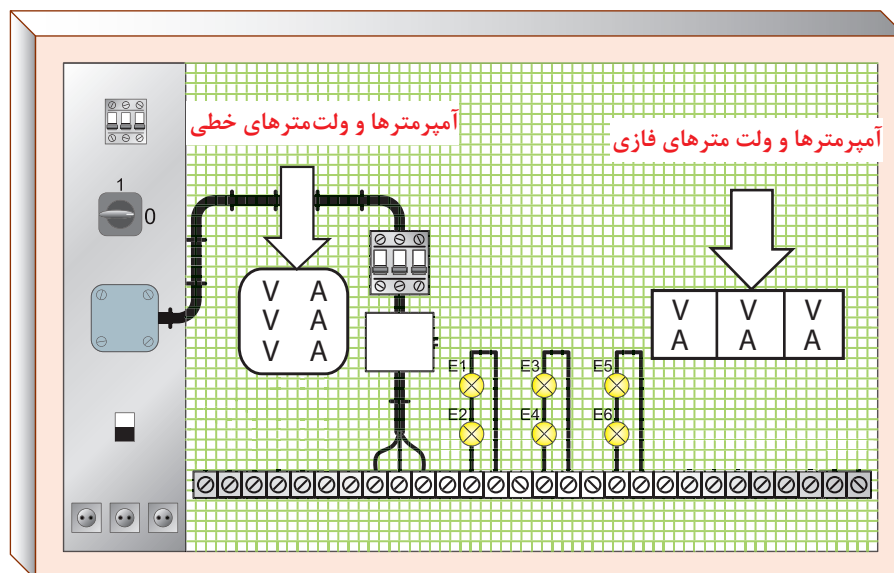 آمپرمترها و ولت‌مترهای خطی
آمپرمترها و ولت مترهای فازی
1
0
V A
V A
V A
V V V
A A A
E1 E3 E5
E2 E4 E6